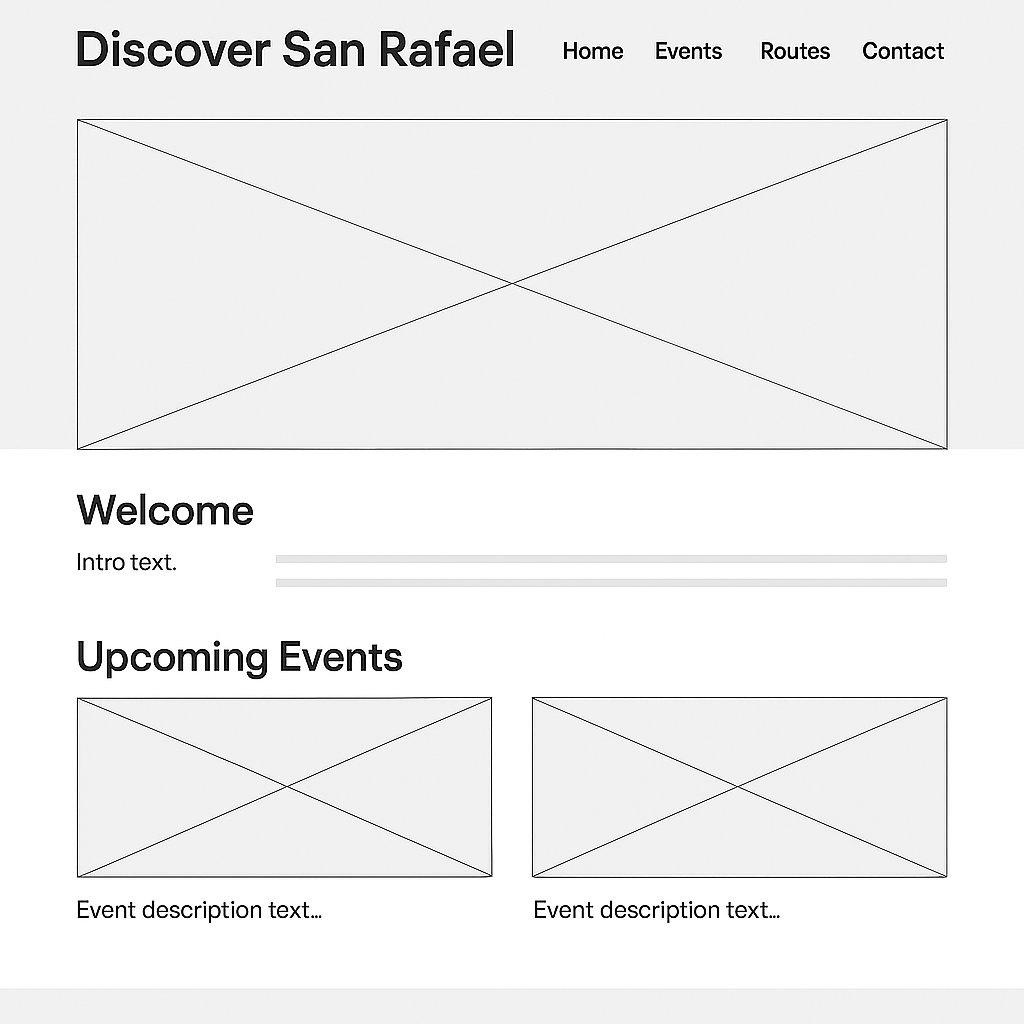 Discover San Rafael
Home Events Routes Contact
Welcome
Intro text.
Upcoming Events
Event description text...
Event description text...